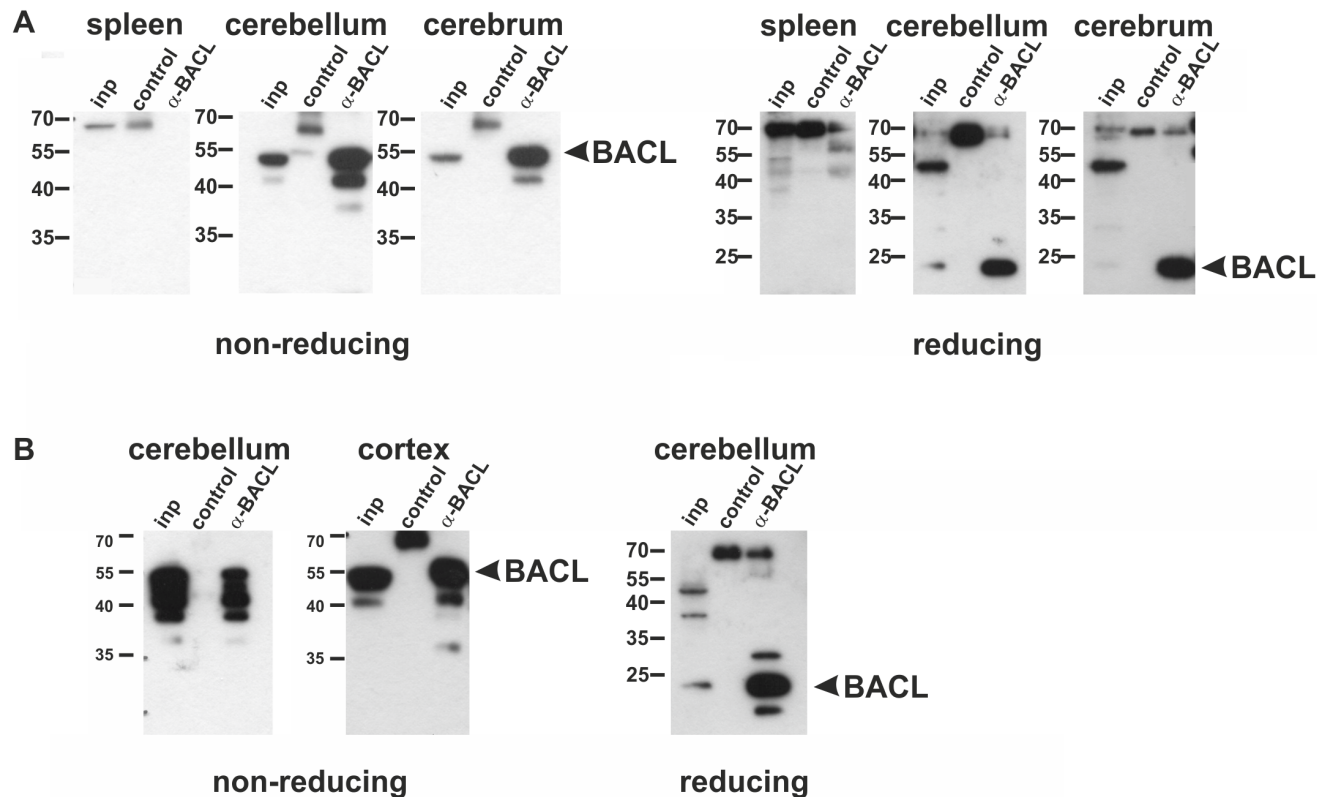 A
spleen cerebellum cerebrum
inp control α-BACL inp control α-BACL inp control α-BACL
70 70 70
55 55 55
40 40 40
35 35 35
BACL
non-reducing
spleen cerebellum cerebrum
inp control α-BACL inp control α-BACL inp control α-BACL
70 70 70
55 55 55
40 40 40
35 35 35
25 25 25
BACL
reducing
B
cerebellum cortex
inp control α-BACL inp control α-BACL
70 70
55 55
40 40
35 35
BACL
non-reducing
cerebellum
inp control α-BACL
70
55
40
35
25
BACL
reducing